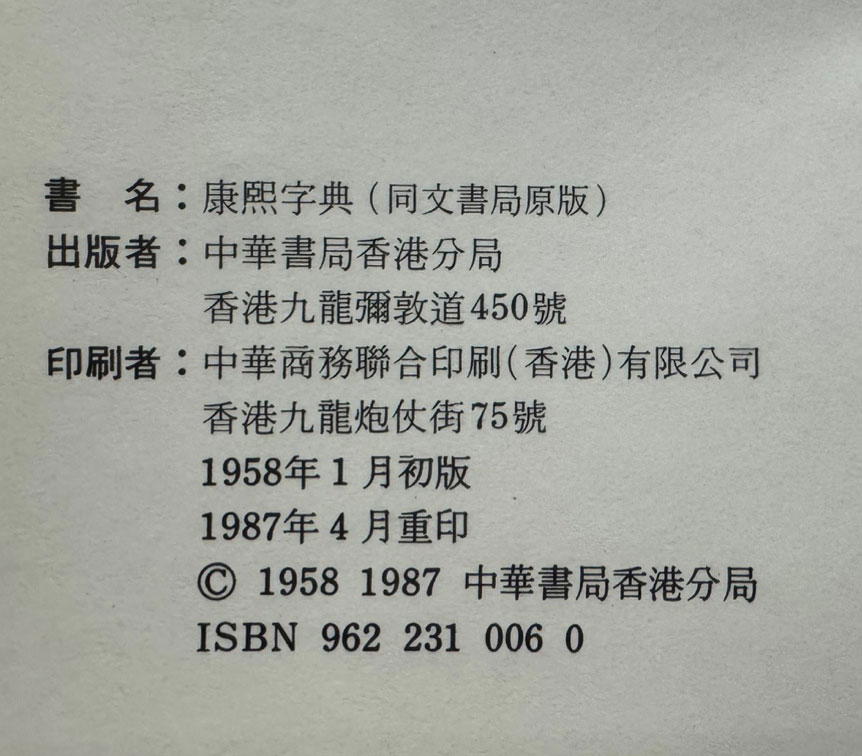 書　名：康熙字典（同文書局原版）
出版者：中華書局香港分局
香港九龍彌敦道450號
印刷者：中華商務聯合印刷（香港）有限公司
香港九龍炮仗街75號
1958年1月初版
1987年4月重印
© 1958 1987 中華書局香港分局
ISBN 962 231 006 0